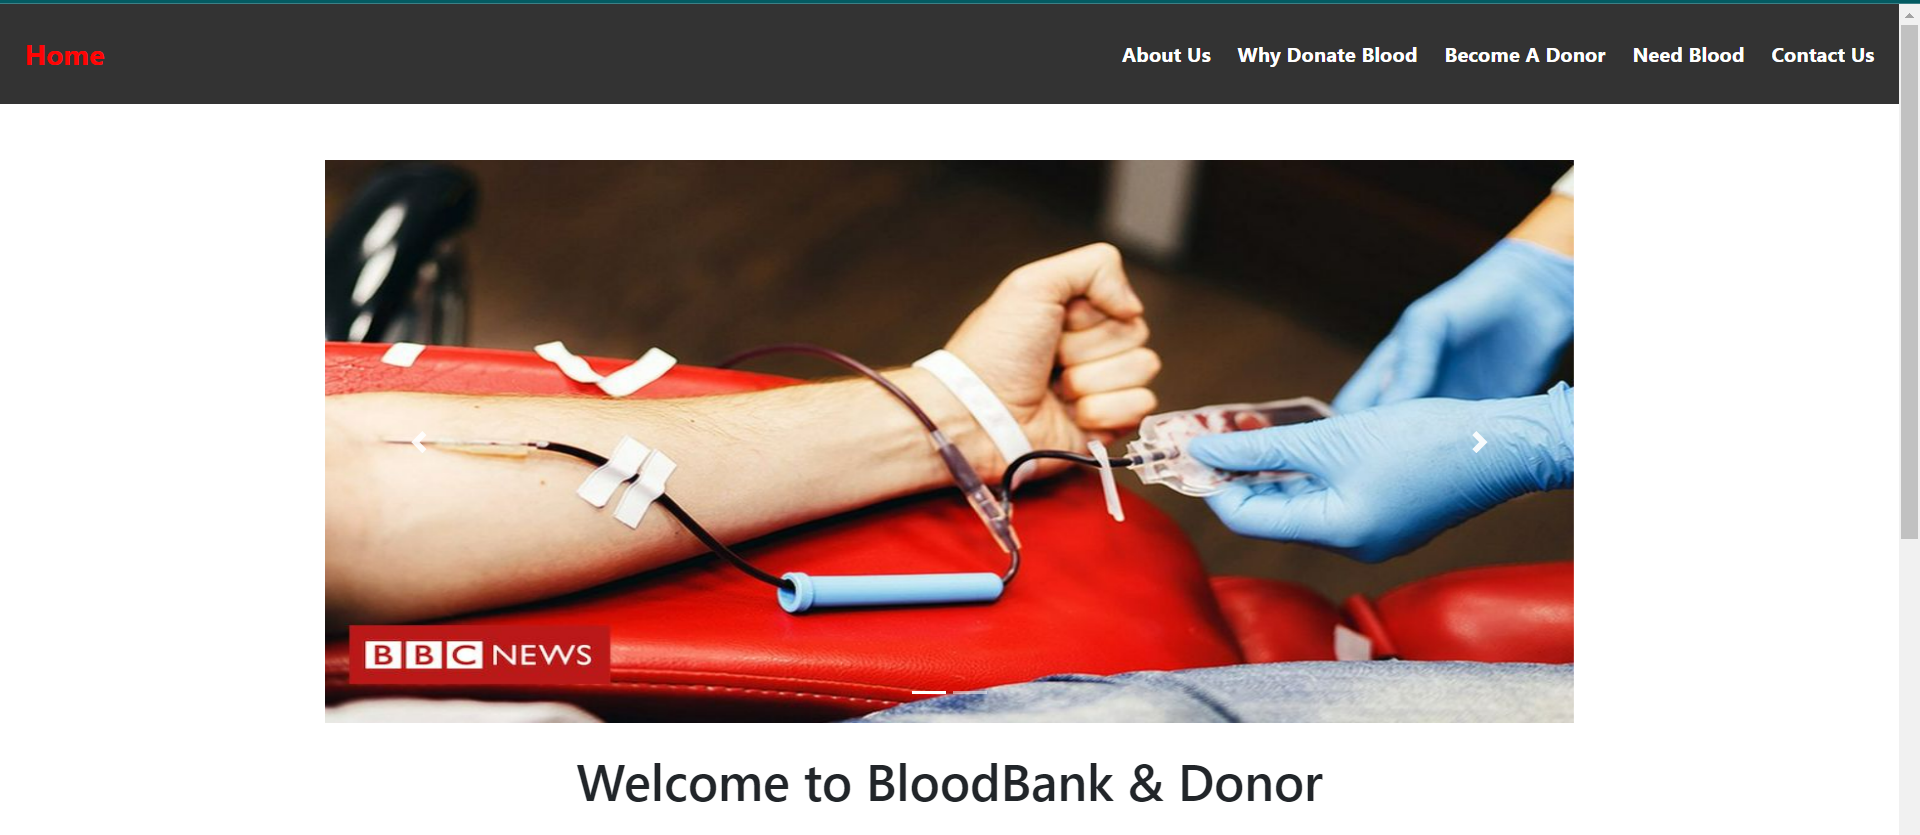 Home
About Us Why Donate Blood Become A Donor Need Blood Contact Us
BBC NEWS
Welcome to BloodBank & Donor